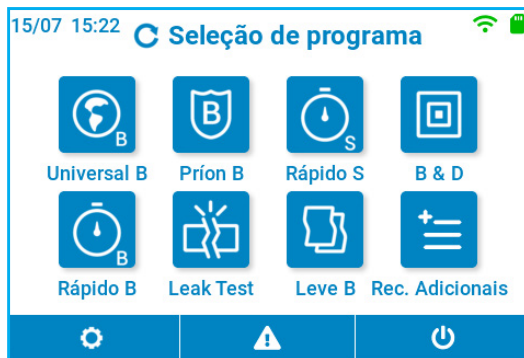 15/07 15:22 Seleção de programa
B B S
Universal B Príon B Rápido S B & D
B
Rápido B Leak Test Leve B Rec. Adicionais